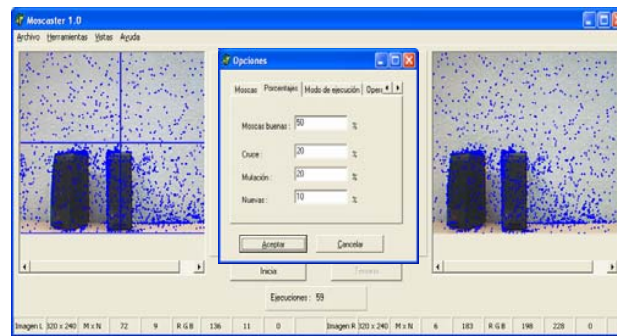 Moscaster 1.0
Archivo Herramientas Vistas Ayuda
Opciones
Moscas Porcentajes Modo de ejecución Opera
Moscas buenas : 50 %
Cruce : 20 %
Mutación : 20 %
Nuevas : 10 %
Aceptar Cancelar
Inicia
Ejecuciones : 59
Imagen L 320 x 240 M x N 72 9 R G B 136 11 0 Imagen R 320 x 240 M x N 6 183 R G B 198 228 0